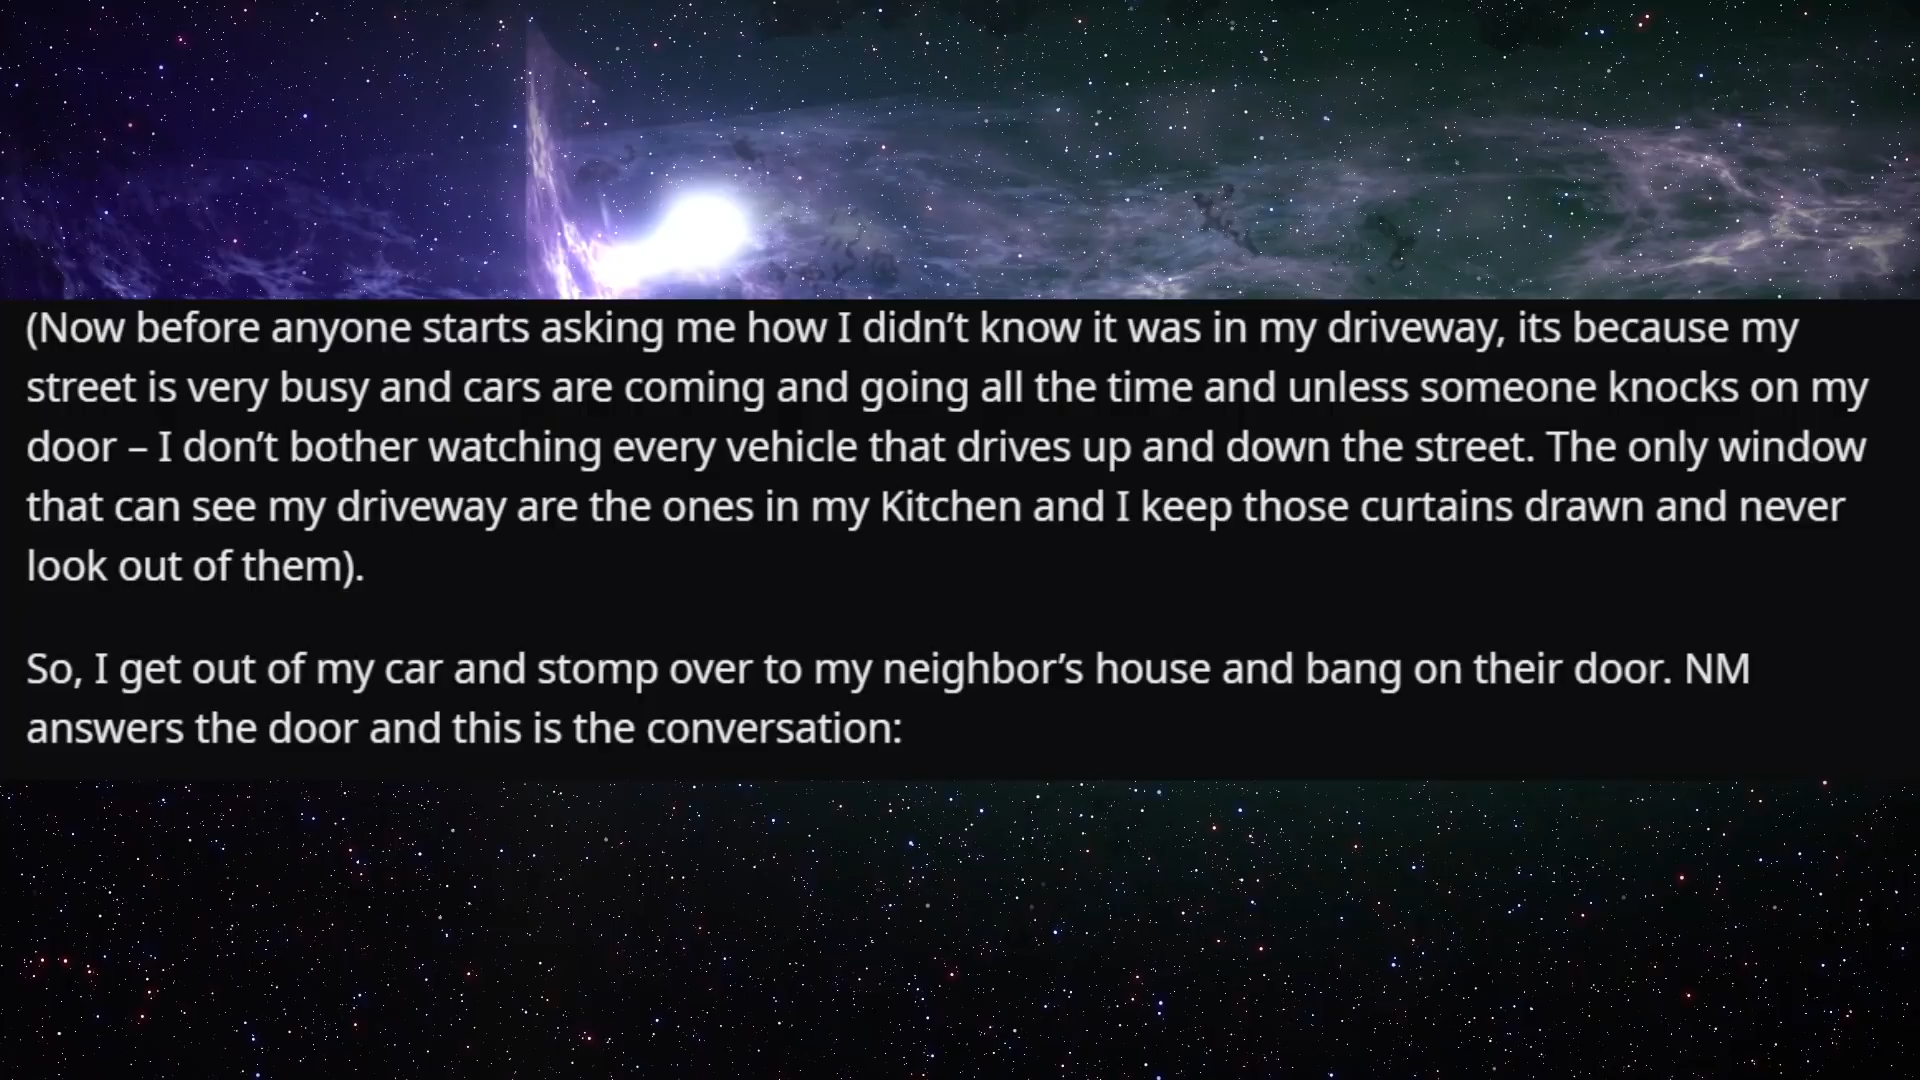 (Now before anyone starts asking me how I didn’t know it was in my driveway, its because my
street is very busy and cars are coming and going all the time and unless someone knocks on my
door – I don’t bother watching every vehicle that drives up and down the street. The only window
that can see my driveway are the ones in my Kitchen and I keep those curtains drawn and never
look out of them).
So, I get out of my car and stomp over to my neighbor’s house and bang on their door. NM
answers the door and this is the conversation: